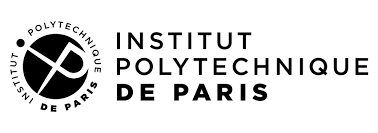 INSTITUT POLYTECHNIQUE DE PARIS
INSTITUT
POLYTECHNIQUE
DE PARIS